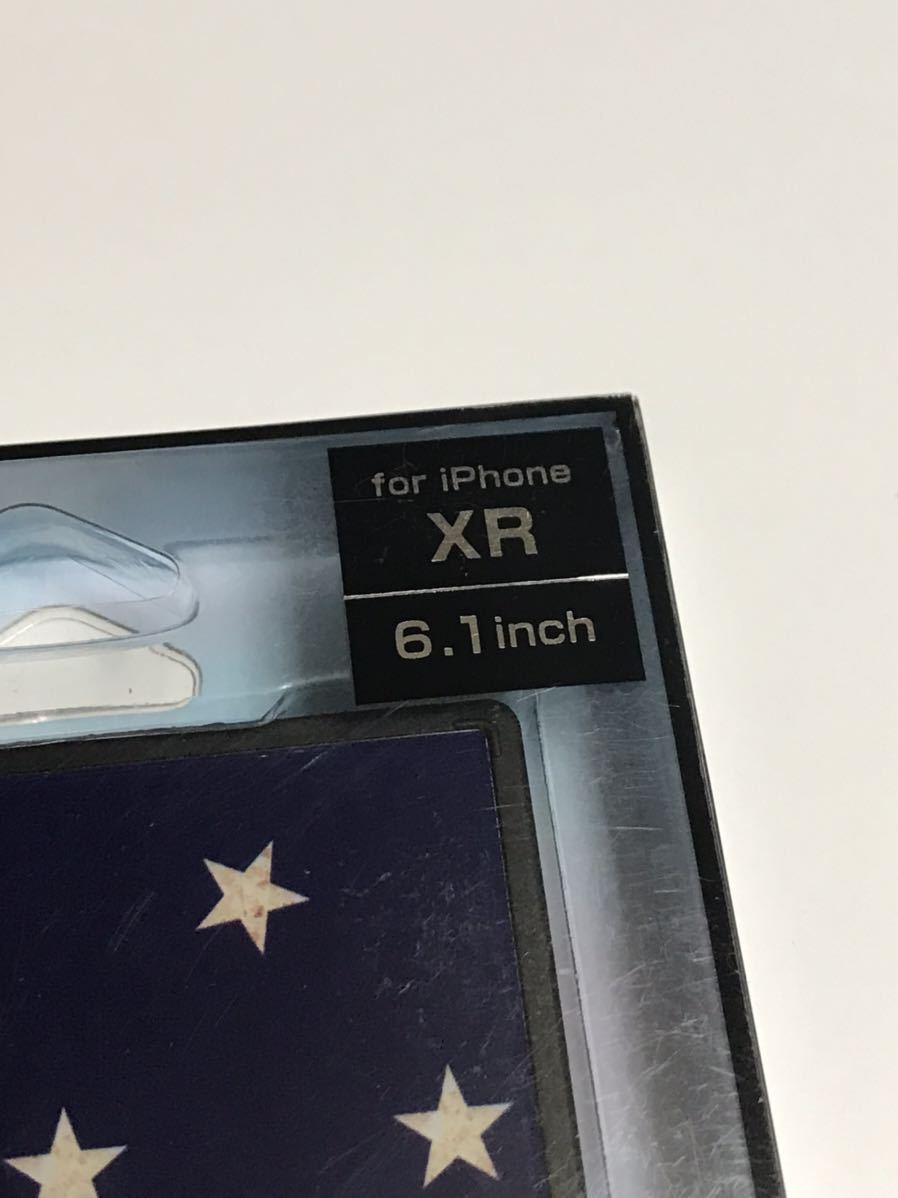 for iPhone
XR
6.1inch